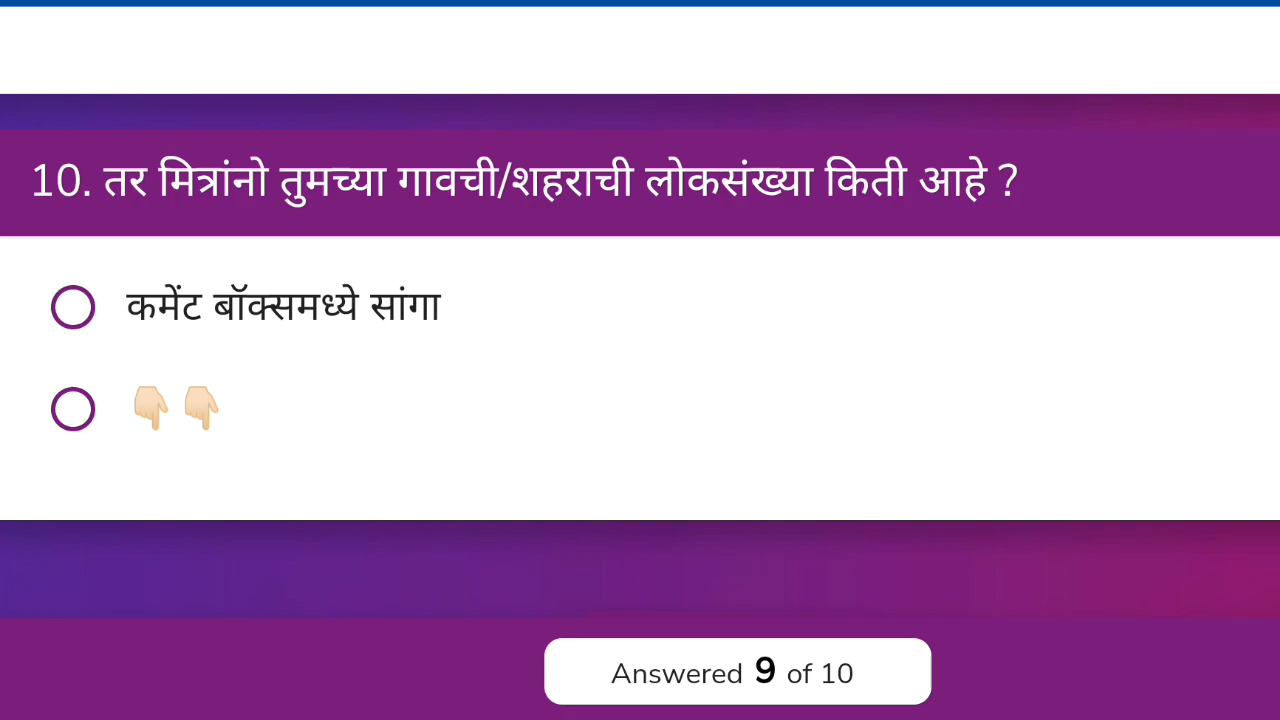 10. तर मित्रांनो तुमच्या गावची/शहराची लोकसंख्या किती आहे ?
कमेंट बॉक्समध्ये सांगा
👇🏻👇🏻
Answered 9 of 10